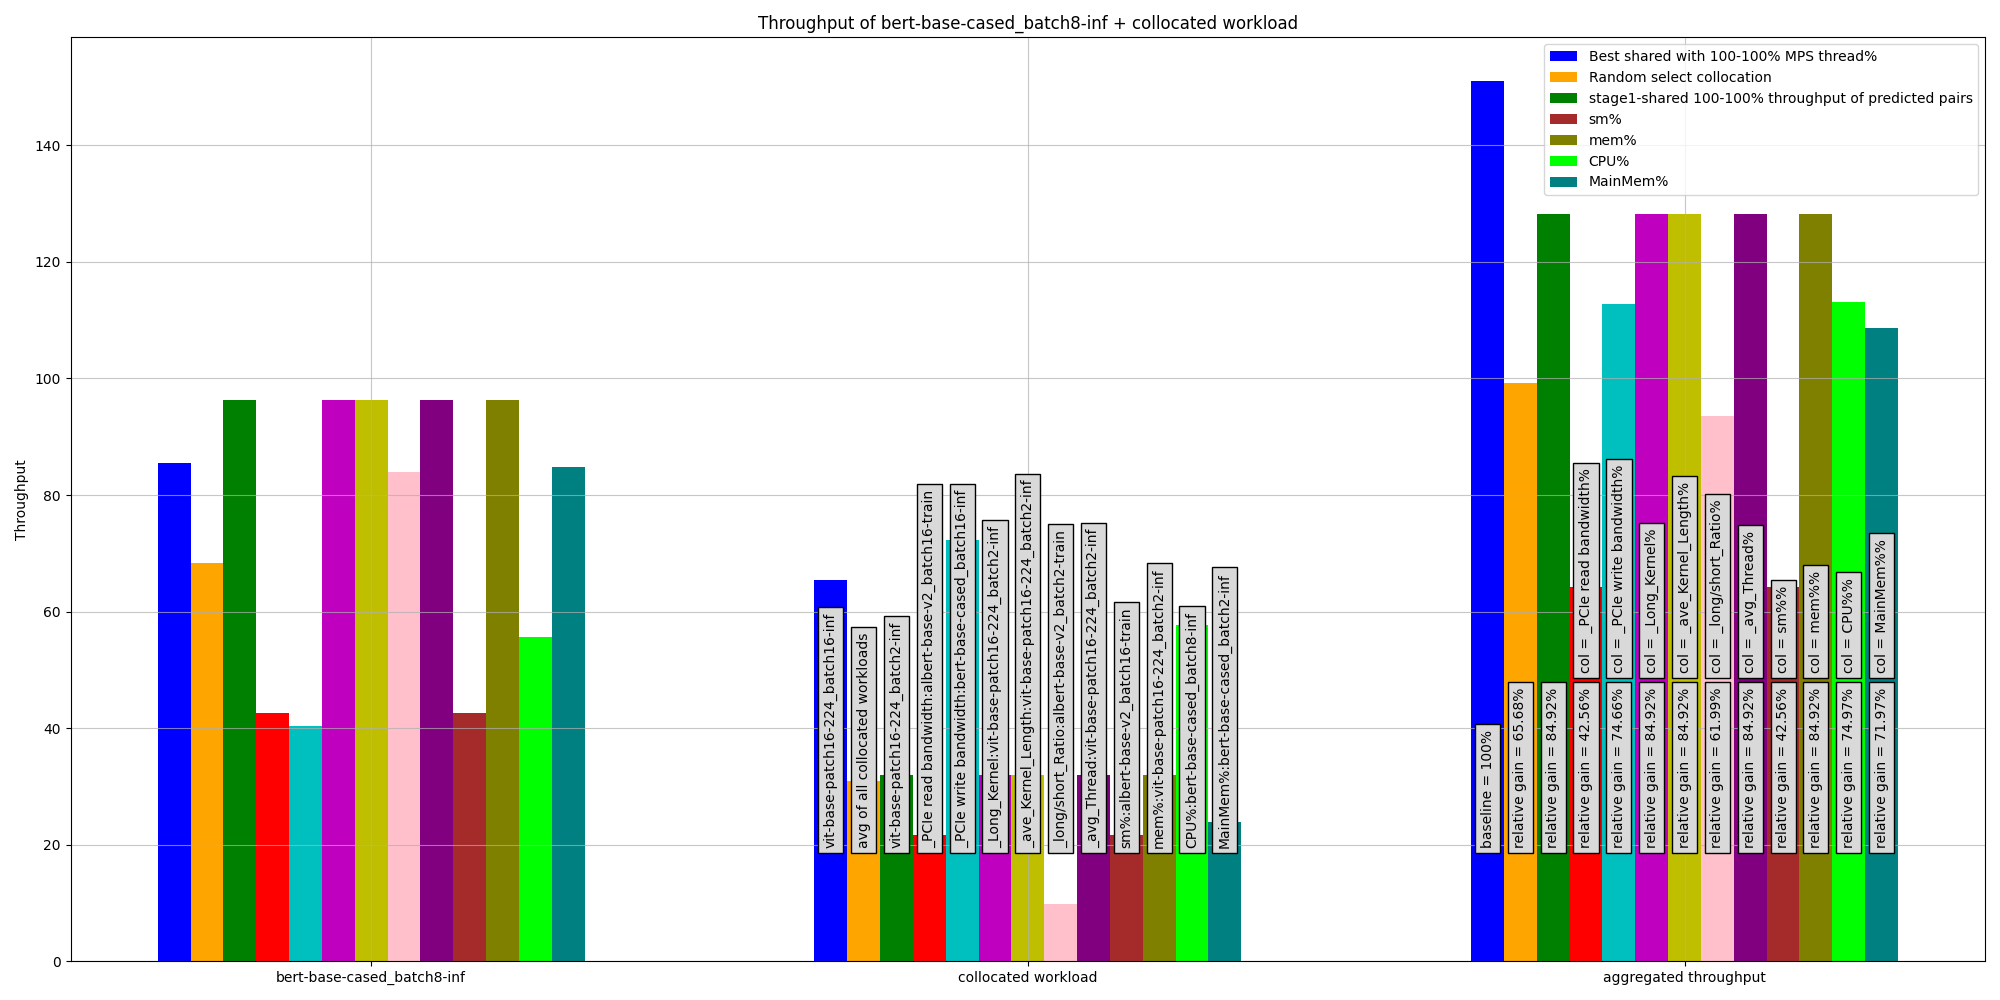 Throughput of bert-base-cased_batch8-inf + collocated workload
Throughput
140
120
100
80
60
40
20
0
Best shared with 100-100% MPS thread%
Random select collocation
stage1-shared 100-100% throughput of predicted pairs
sm%
mem%
CPU%
MainMem%
vit-base-patch16-224_batch16-inf
avg of all collocated workloads
vit-base-patch16-224_batch2-inf
_PCIe read bandwidth:albert-base-v2_batch16-train
_PCIe write bandwidth:bert-base-cased_batch16-inf
_Long_Kernel:vit-base-patch16-224_batch2-inf
_ave_Kernel_Length:vit-base-patch16-224_batch2-inf
_long/short_Ratio:albert-base-v2_batch2-train
_avg_Thread:vit-base-patch16-224_batch2-inf
sm%:albert-base-v2_batch16-train
mem%:vit-base-patch16-224_batch2-inf
CPU%:bert-base-cased_batch8-inf
MainMem%:bert-base-cased_batch2-inf
col = _PCIe read bandwidth%
col = _PCIe write bandwidth%
col = _Long_Kernel%
col = _ave_Kernel_Length%
col = _long/short_Ratio%
col = _avg_Thread%
col = sm%%
col = mem%%
col = CPU%%
col = MainMem%%
baseline = 100%
relative gain = 65.68%
relative gain = 84.92%
relative gain = 42.56%
relative gain = 74.66%
relative gain = 84.92%
relative gain = 84.92%
relative gain = 61.99%
relative gain = 84.92%
relative gain = 42.56%
relative gain = 84.92%
relative gain = 74.97%
relative gain = 71.97%
bert-base-cased_batch8-inf
collocated workload
aggregated throughput